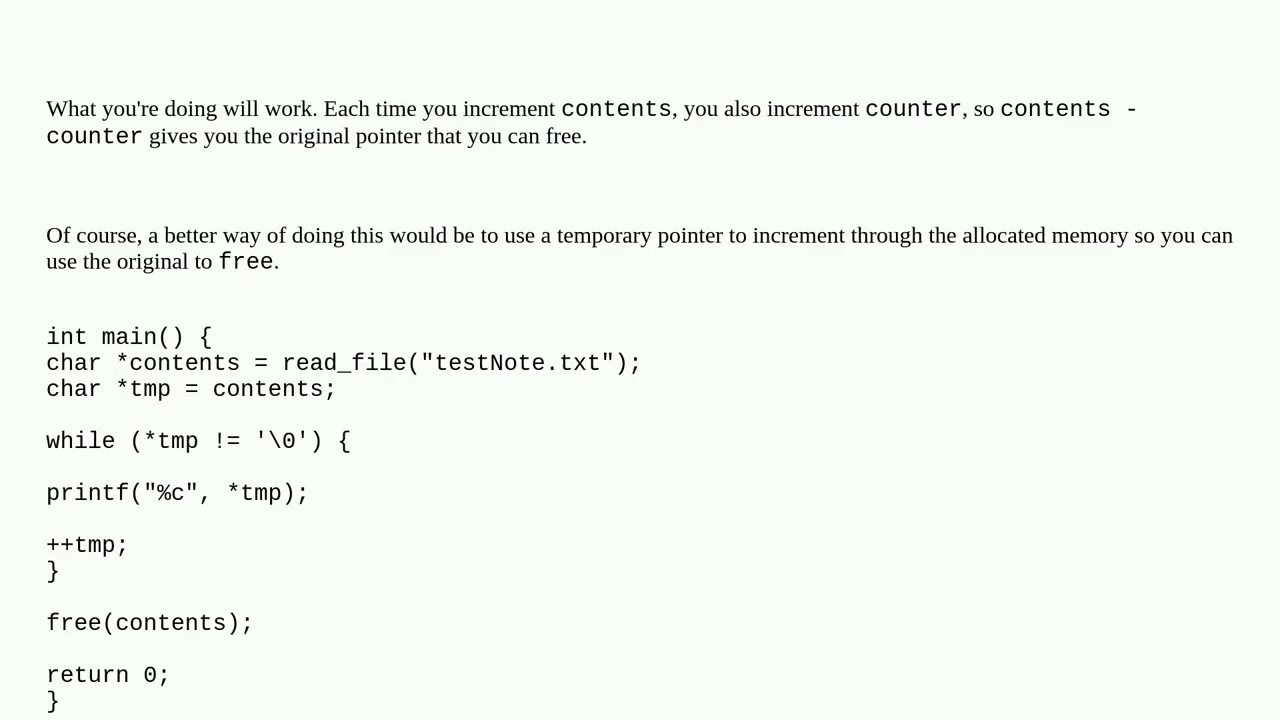 What you're doing will work. Each time you increment contents, you also increment counter, so contents -
counter gives you the original pointer that you can free.
Of course, a better way of doing this would be to use a temporary pointer to increment through the allocated memory so you can
use the original to free.
int main() {
char *contents = read_file("testNote.txt");
char *tmp = contents;
while (*tmp != '\0') {
printf("%c", *tmp);
++tmp;
}
free(contents);
return 0;
}